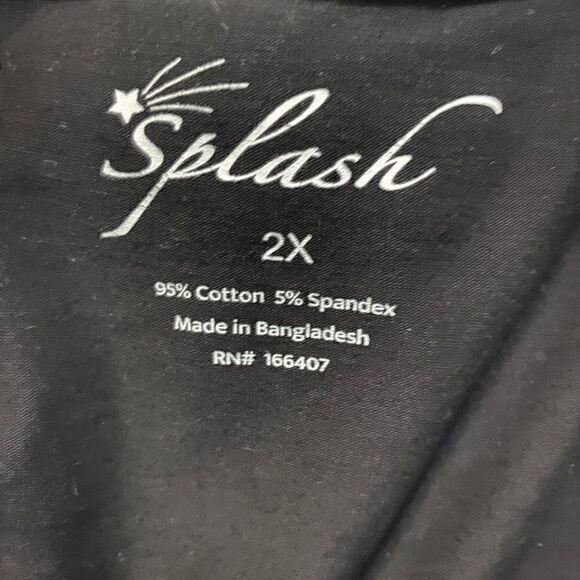 Splash
2X
95% Cotton 5% Spandex
Made in Bangladesh
RN# 166407